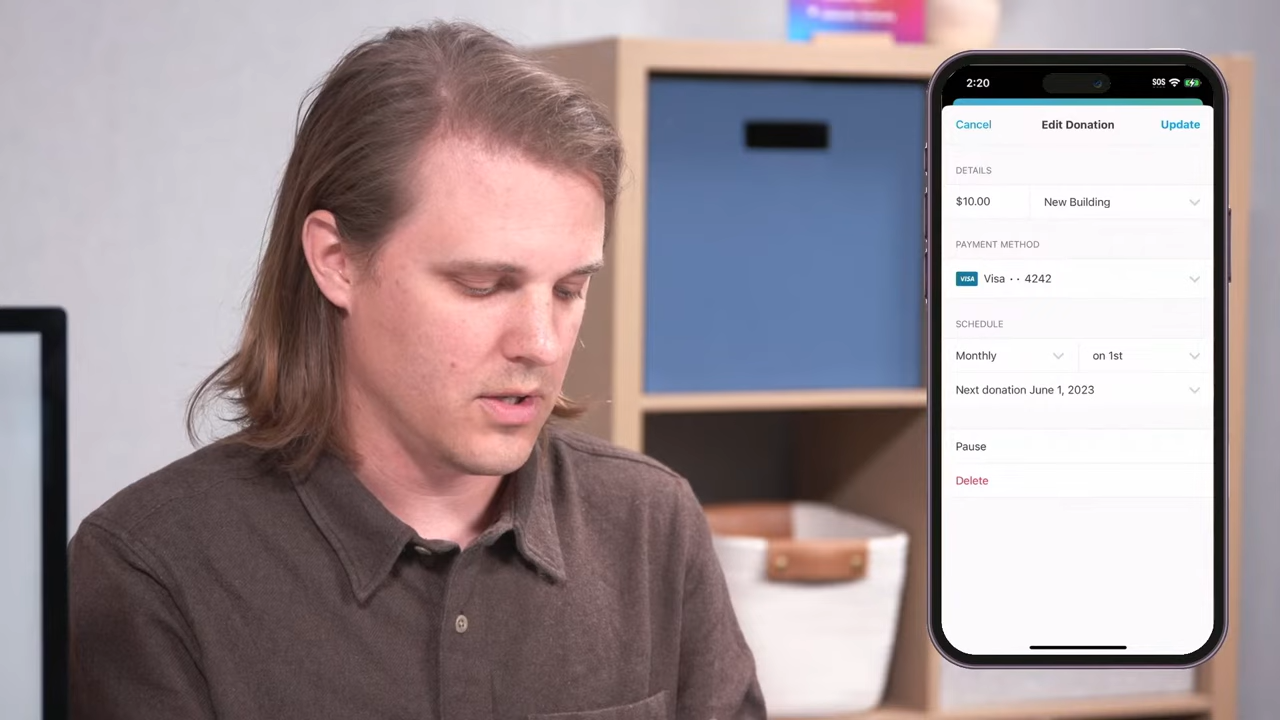 2:20
SOS
Cancel
Edit Donation
Update
DETAILS
$10.00
New Building
PAYMENT METHOD
VISA
Visa · · 4242
SCHEDULE
Monthly
on 1st
Next donation June 1, 2023
Pause
Delete